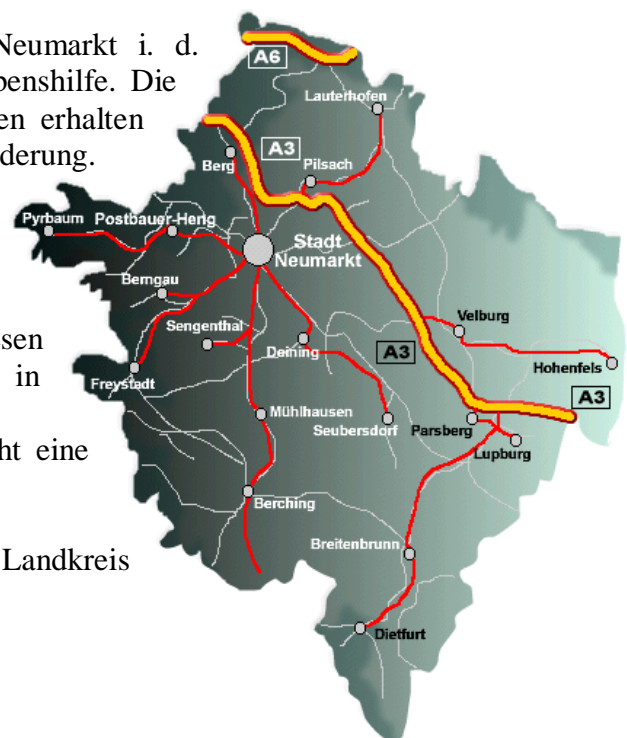 Neumarkt i. d.
benshilfe. Die
en erhalten
derung.
sen
in
ht eine
Landkreis
A6
Lauterhofen
A3
Berg
Pilsach
Pyrbaum
Postbauer-Herig
Stadt
Neumarkt
Berngau
Sengenthal
Deining
Velburg
A3
Hohenfels
Freystadt
A3
Mühlhausen
Seubersdorf
Parsberg
Lupburg
Berching
Breitenbrunn
Dietfurt